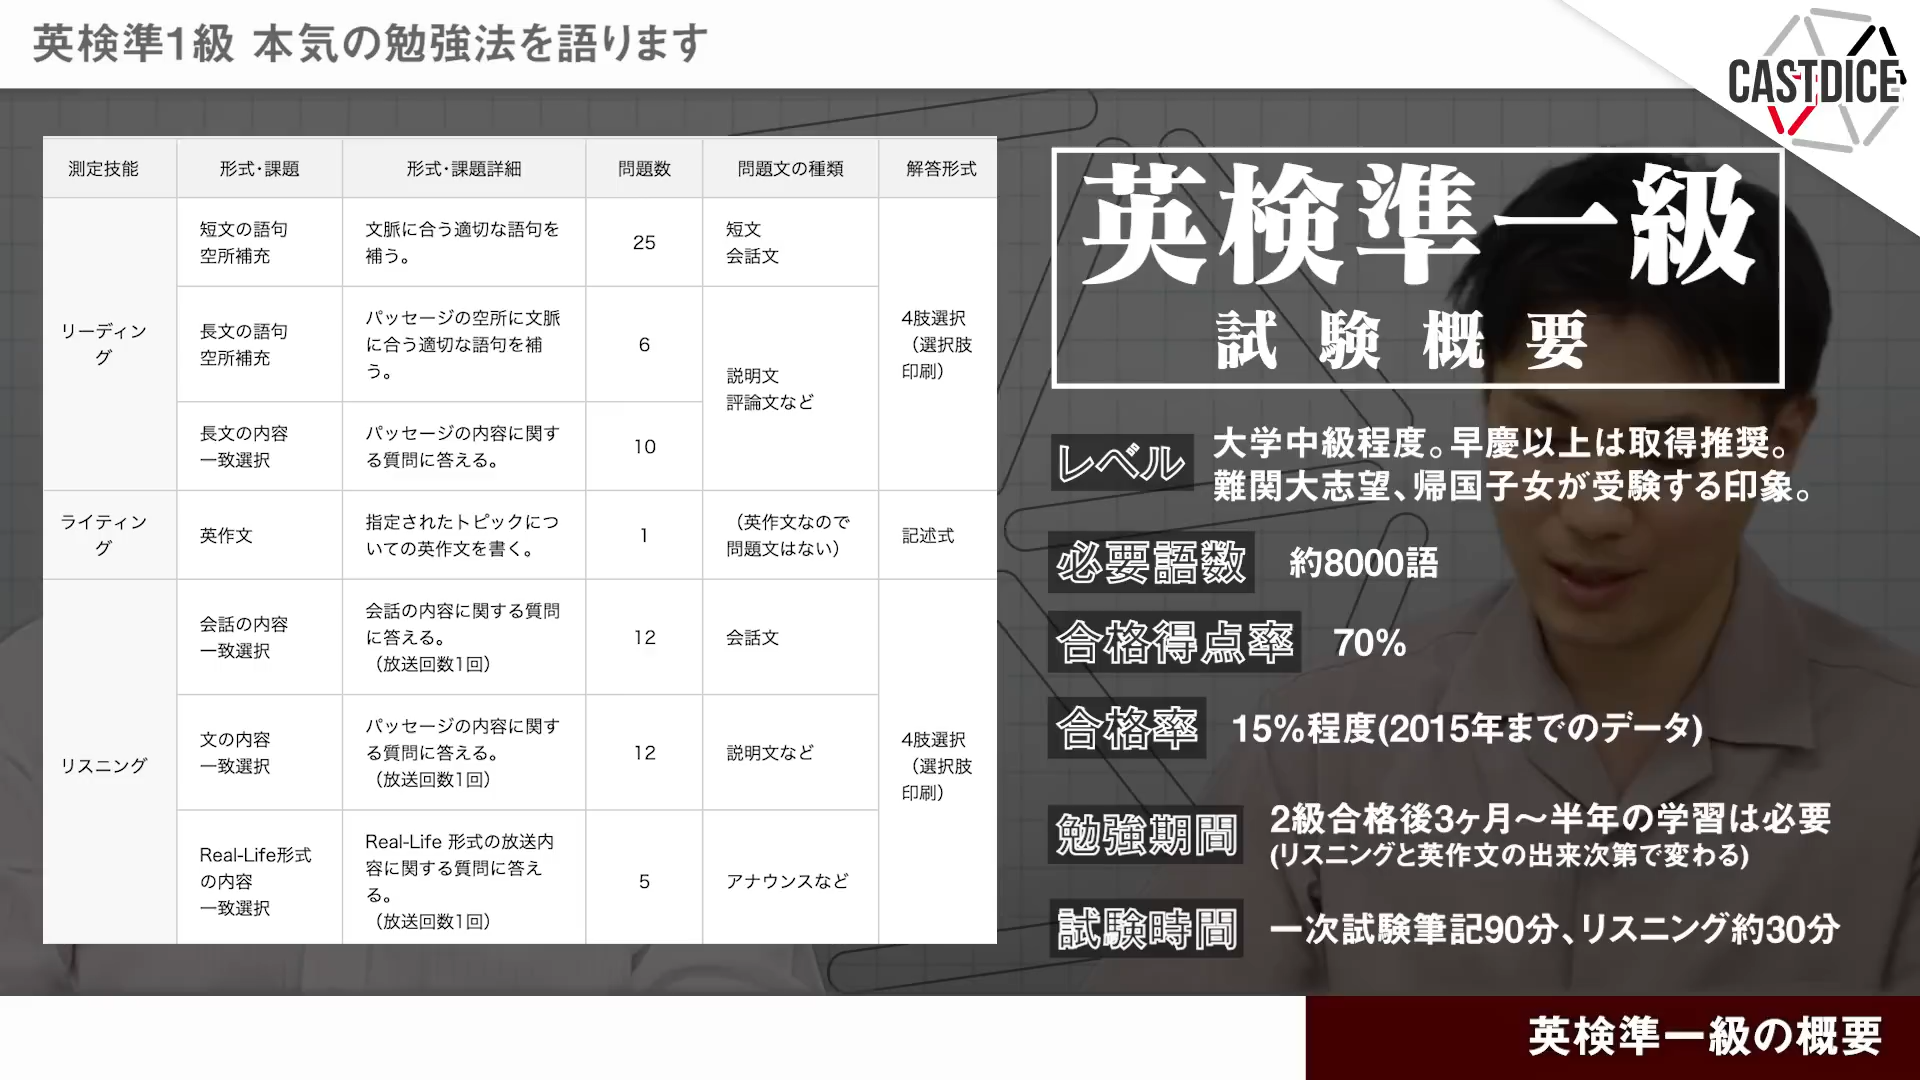 英検準1級 本気の勉強法を語ります
CASTDICE
測定技能 形式・課題 形式・課題詳細 問題数 問題文の種類 解答形式
リーディン
グ
短文の語句
空所補充
文脈に合う適切な語句を
補う。
25
短文
会話文
4肢選択
(選択肢
印刷)
長文の語句
空所補充
パッセージの空所に文脈
に合う適切な語句を補
う。
6
説明文
評論文など
長文の内容
一致選択
パッセージの内容に関す
る質問に答える。
10
ライティン
グ
英作文
指定されたトピックにつ
いての英作文を書く。
1
(英作文なので
問題文はない)
記述式
リスニング
会話の内容
一致選択
会話の内容に関する質問
に答える。
(放送回数1回)
12
会話文
4肢選択
(選択肢
印刷)
文の内容
一致選択
パッセージの内容に関す
る質問に答える。
(放送回数1回)
12
説明文など
Real-Life形式
の内容
一致選択
Real-Life 形式の放送内
容に関する質問に答え
る。
(放送回数1回)
5
アナウンスなど
英検準一級
試験概要
レベル
大学中級程度。早慶以上は取得推奨。
難関大志望、帰国子女が受験する印象。
必要語数 約8000語
合格得点率 70%
合格率 15%程度(2015年までのデータ)
勉強期間
2級合格後3ヶ月〜半年の学習は必要
(リスニングと英作文の出来次第で変わる)
試験時間 一次試験筆記90分、リスニング約30分
英検準一級の概要